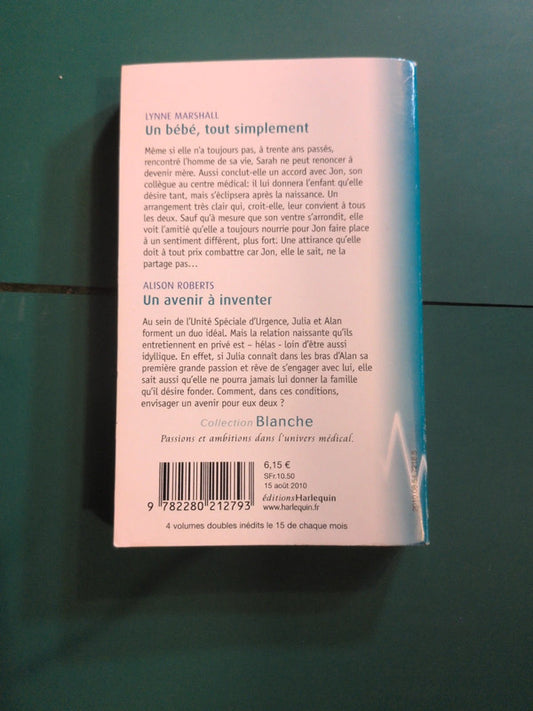 LYNNE MARSHALL
Un bébé, tout simplement
Même si elle n'a toujours pas, à trente ans passés,
rencontré l'homme de sa vie, Sarah ne peut renoncer à
devenir mère. Aussi conclut-elle un accord avec Jon, son
collègue au centre médical: il lui donnera l'enfant qu'elle
désire tant, mais s'éclipsera après la naissance. Un
arrangement très clair qui, croit-elle, leur convient à tous
les deux. Sauf qu'à mesure que son ventre s'arrondit, elle
voit l'amitié qu'elle a toujours nourrie pour Jon faire place
à un sentiment différent, plus fort. Une attirance qu'elle
doit à tout prix combattre car Jon, elle le sait, ne la
partage pas...
ALISON ROBERTS
Un avenir à inventer
Au sein de l'Unité Spéciale d'Urgence, Julia et Alan
forment un duo idéal. Mais la relation naissante qu'ils
entretiennent en privé est – hélas - loin d'être aussi
idyllique. En effet, si Julia connaît dans les bras d'Alan sa
première grande passion et rêve de s'engager avec lui, elle
sait aussi qu'elle ne pourra jamais lui donner la famille
qu'il désire fonder. Comment, dans ces conditions,
envisager un avenir pour eux deux ?
Collection Blanche
Passions et ambitions dans l'univers médical.
6,15 €
SFr.10.50
15 août 2010
éditions Harlequin
www.harlequin.fr
9 782280 212793
4 volumes doubles inédits le 15 de chaque mois